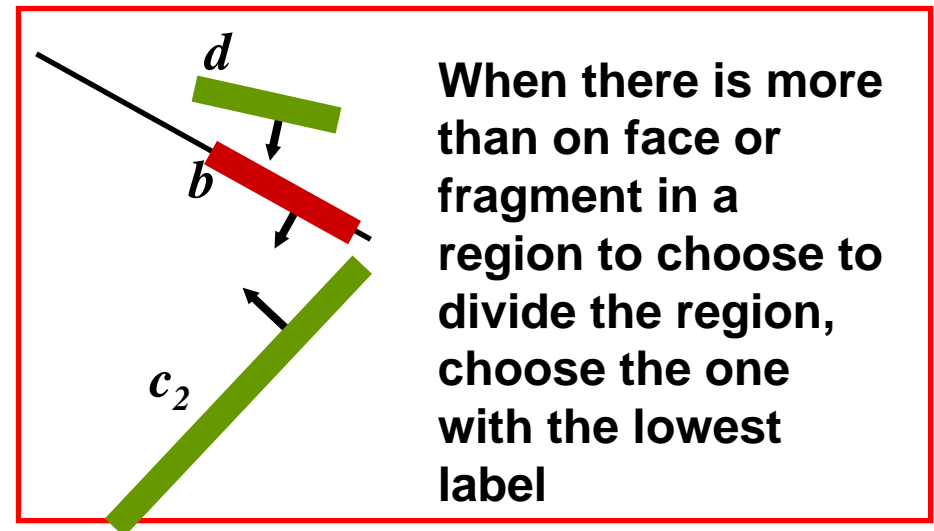 d
b
c₂
When there is more
than on face or
fragment in a
region to choose to
divide the region,
choose the one
with the lowest
label